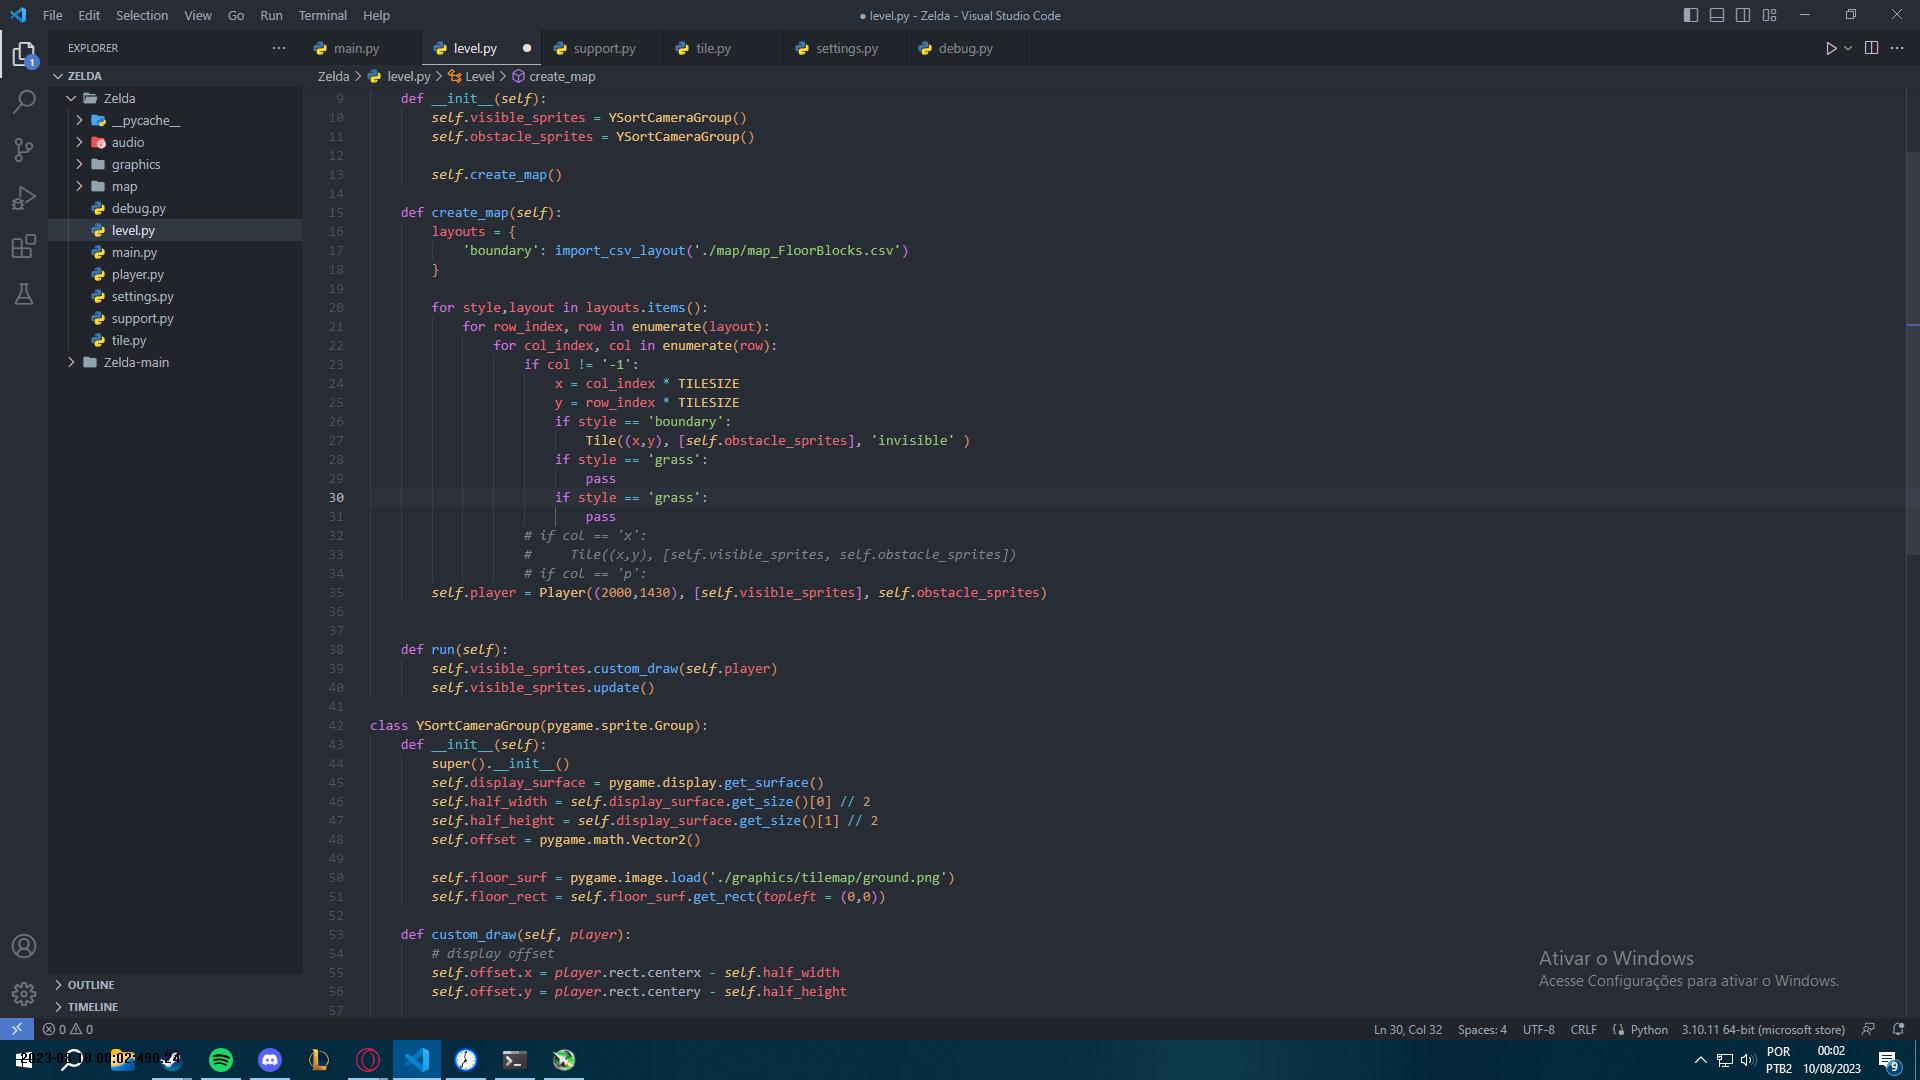 File Edit Selection View Go Run Terminal Help
● level.py - Zelda - Visual Studio Code
EXPLORER
main.py level.py support.py tile.py settings.py debug.py
ZELDA
Zelda > level.py > Level > create_map
Zelda
__pycache__
audio
graphics
map
debug.py
level.py
main.py
player.py
settings.py
support.py
tile.py
Zelda-main
OUTLINE
TIMELINE
9 def __init__(self):
10 self.visible_sprites = YSortCameraGroup()
11 self.obstacle_sprites = YSortCameraGroup()
12
13 self.create_map()
14
15 def create_map(self):
16 layouts = {
17 'boundary': import_csv_layout('./map/map_FloorBlocks.csv')
18 }
19
20 for style,layout in layouts.items():
21 for row_index, row in enumerate(layout):
22 for col_index, col in enumerate(row):
23 if col != '-1':
24 x = col_index * TILESIZE
25 y = row_index * TILESIZE
26 if style == 'boundary':
27 Tile((x,y), [self.obstacle_sprites], 'invisible' )
28 if style == 'grass':
29 pass
30 if style == 'grass':
31 pass
32 # if col == 'x':
33 # Tile((x,y), [self.visible_sprites, self.obstacle_sprites])
34 # if col == 'p':
35 self.player = Player((2000,1430), [self.visible_sprites], self.obstacle_sprites)
36
37
38 def run(self):
39 self.visible_sprites.custom_draw(self.player)
40 self.visible_sprites.update()
41
42 class YSortCameraGroup(pygame.sprite.Group):
43 def __init__(self):
44 super().__init__()
45 self.display_surface = pygame.display.get_surface()
46 self.half_width = self.display_surface.get_size()[0] // 2
47 self.half_height = self.display_surface.get_size()[1] // 2
48 self.offset = pygame.math.Vector2()
49
50 self.floor_surf = pygame.image.load('./graphics/tilemap/ground.png')
51 self.floor_rect = self.floor_surf.get_rect(topleft = (0,0))
52
53 def custom_draw(self, player):
54 # display offset
55 self.offset.x = player.rect.centerx - self.half_width
56 self.offset.y = player.rect.centery - self.half_height
57
Ativar o Windows
Acesse Configurações para ativar o Windows.
0 0
Ln 30, Col 32 Spaces: 4 UTF-8 CRLF Python 3.10.11 64-bit (microsoft store)
POR
PTB2
00:02
10/08/2023
9
1